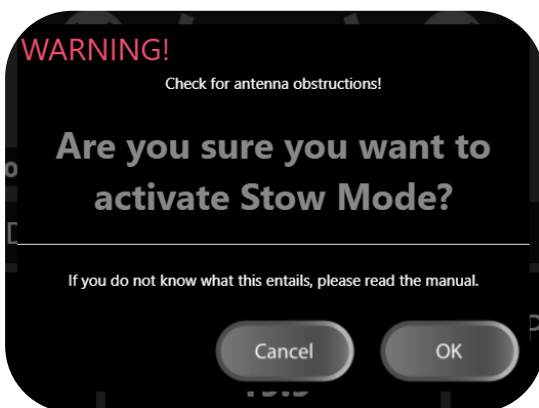 WARNING!
Check for antenna obstructions!
Are you sure you want to
activate Stow Mode?
If you do not know what this entails, please read the manual.
Cancel
OK